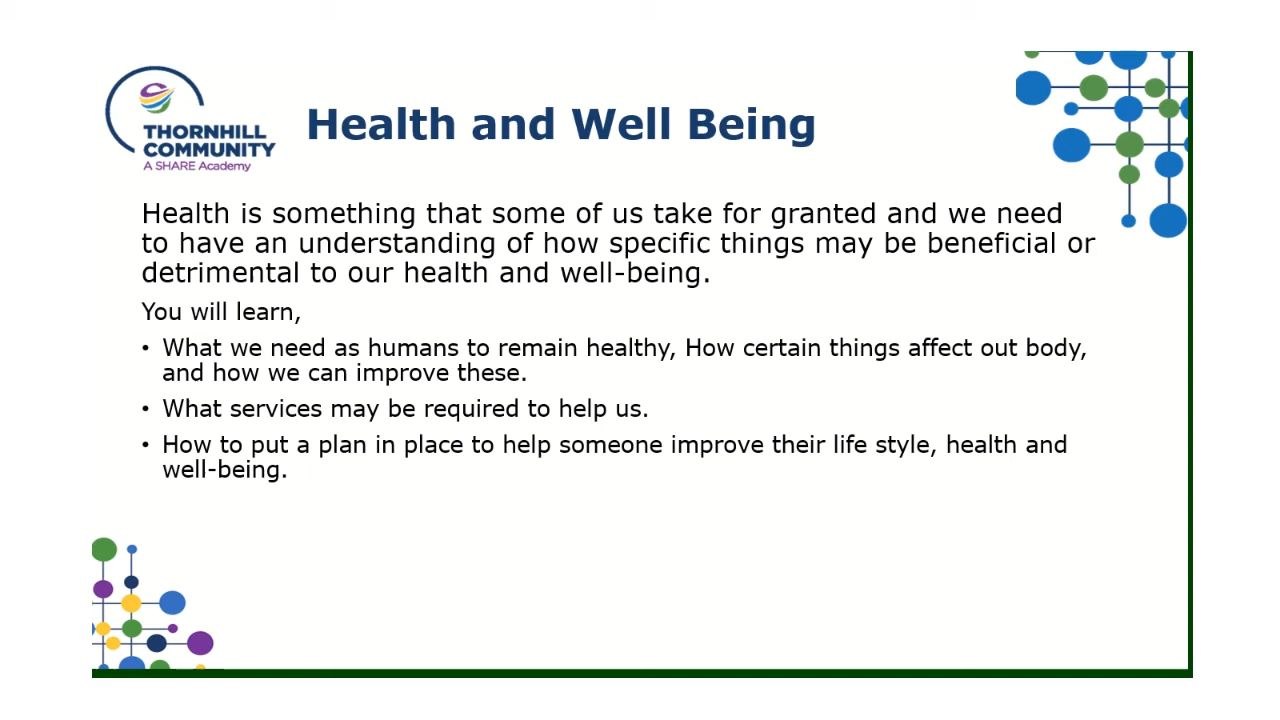 THORNHILL
COMMUNITY
A SHARE Academy
Health and Well Being
Health is something that some of us take for granted and we need
to have an understanding of how specific things may be beneficial or
detrimental to our health and well-being.
You will learn,
• What we need as humans to remain healthy, How certain things affect out body,
and how we can improve these.
• What services may be required to help us.
• How to put a plan in place to help someone improve their life style, health and
well-being.